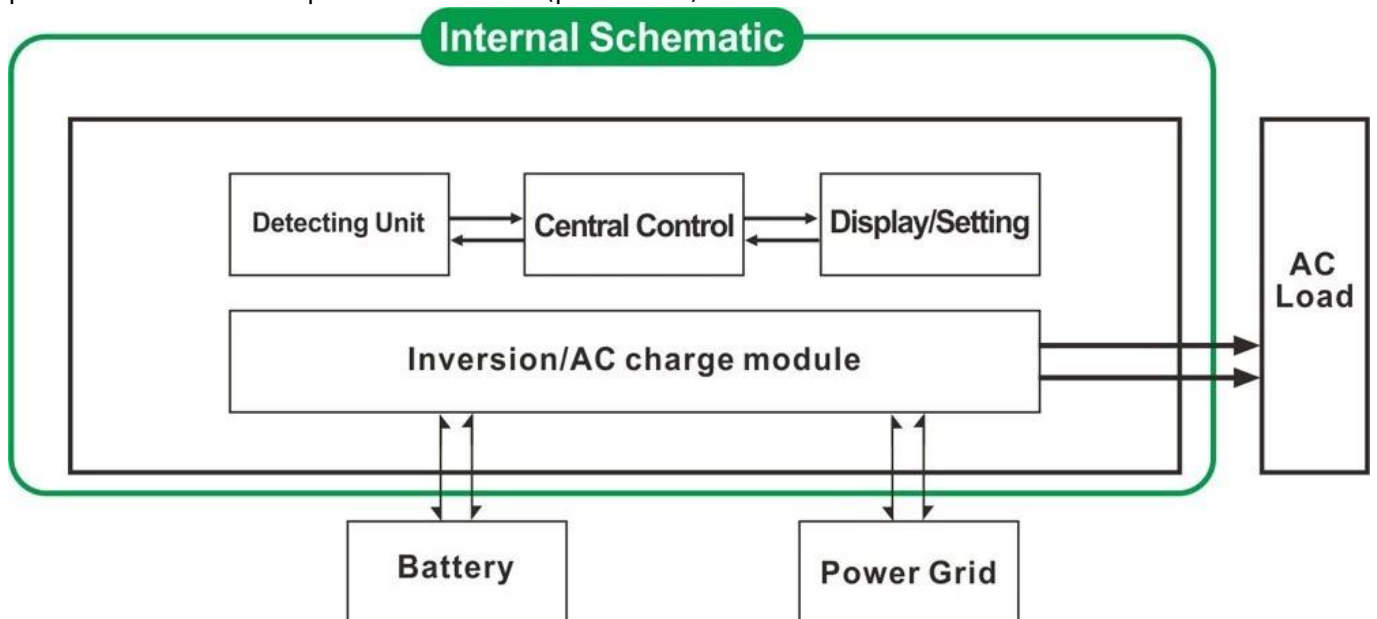 Internal Schematic
Detecting Unit
Central Control
Display/Setting
AC
Load
Inversion/AC charge module
Battery
Power Grid